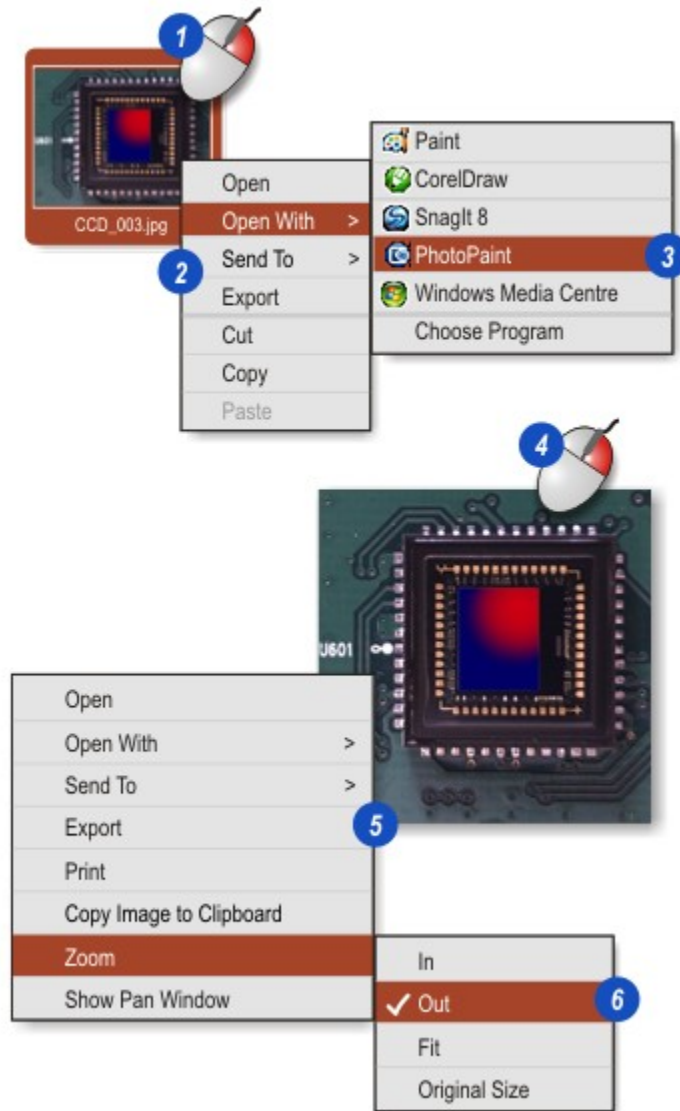 1
CCD_003.jpg
Open
Open With >
2
Send To >
Export
Cut
Copy
Paste
Paint
CorelDraw
SnagIt 8
PhotoPaint
3
Windows Media Centre
Choose Program
4
U601
Open
Open With >
Send To >
Export
5
Print
Copy Image to Clipboard
Zoom
Show Pan Window
In
Out
6
Fit
Original Size